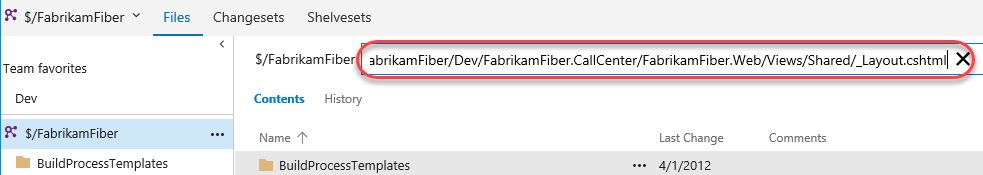 $/FabrikamFiber Files Changesets Shelvesets
Team favorites
Dev
$/FabrikamFiber ...
BuildProcessTemplates
$/FabrikamFiber abrikamFiber/Dev/FabrikamFiber.CallCenter/FabrikamFiber.Web/Views/Shared/_Layout.cshtml
Contents History
Name Last Change Comments
BuildProcessTemplates ... 4/1/2012